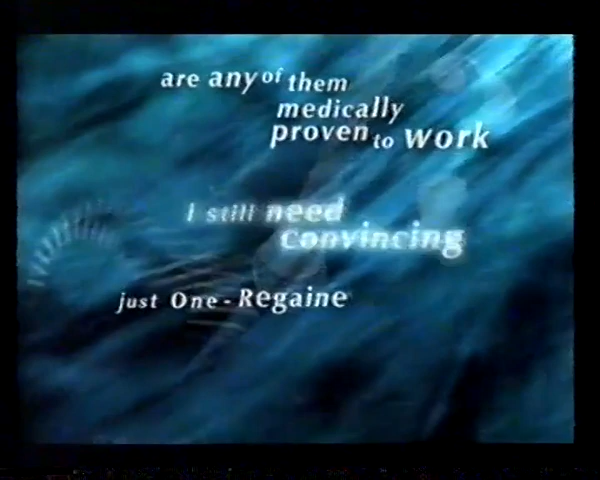 are any of them
medically
proven to work
I still need
convincing
just One - Regaine